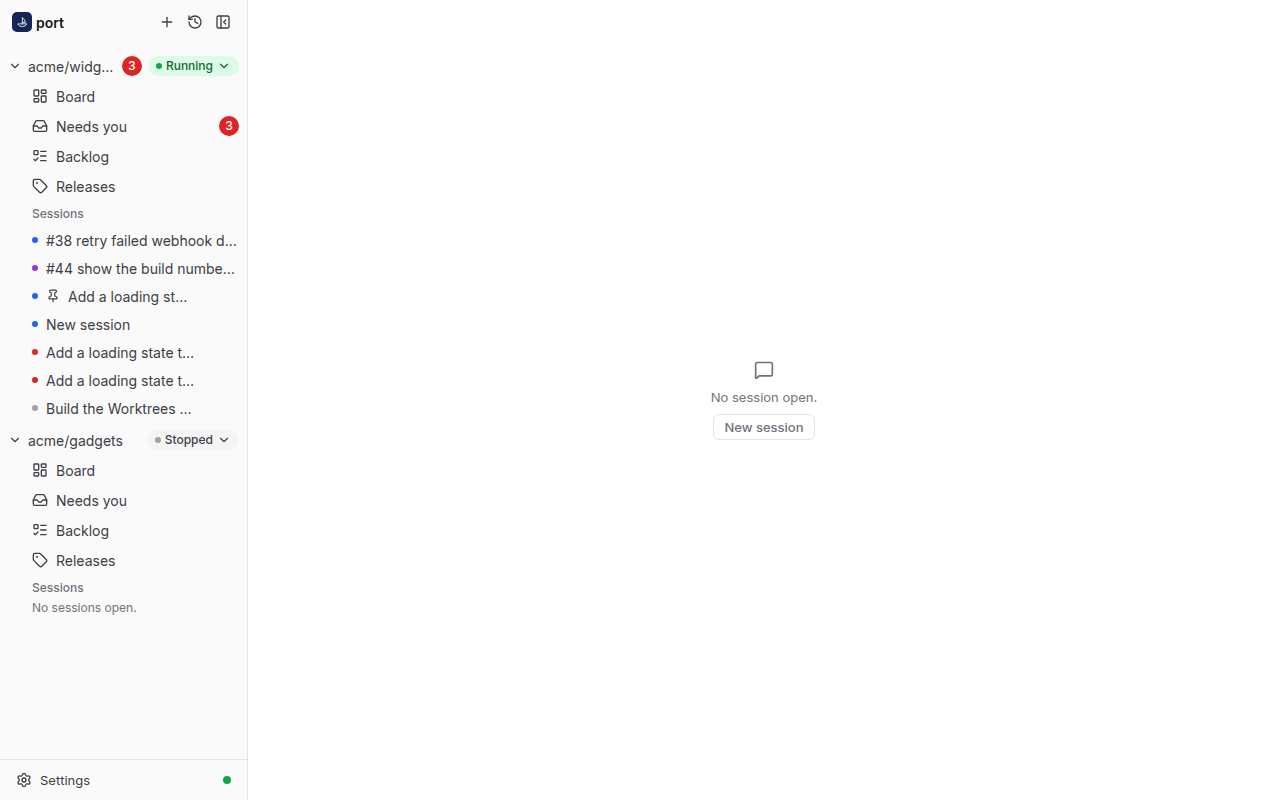 port
acme/widg... 3 Running
Board
Needs you 3
Backlog
Releases
Sessions
#38 retry failed webhook d...
#44 show the build numbe...
Add a loading st...
New session
Add a loading state t...
Add a loading state t...
Build the Worktrees ...
acme/gadgets Stopped
Board
Needs you
Backlog
Releases
Sessions
No sessions open.
Settings
No session open.
New session